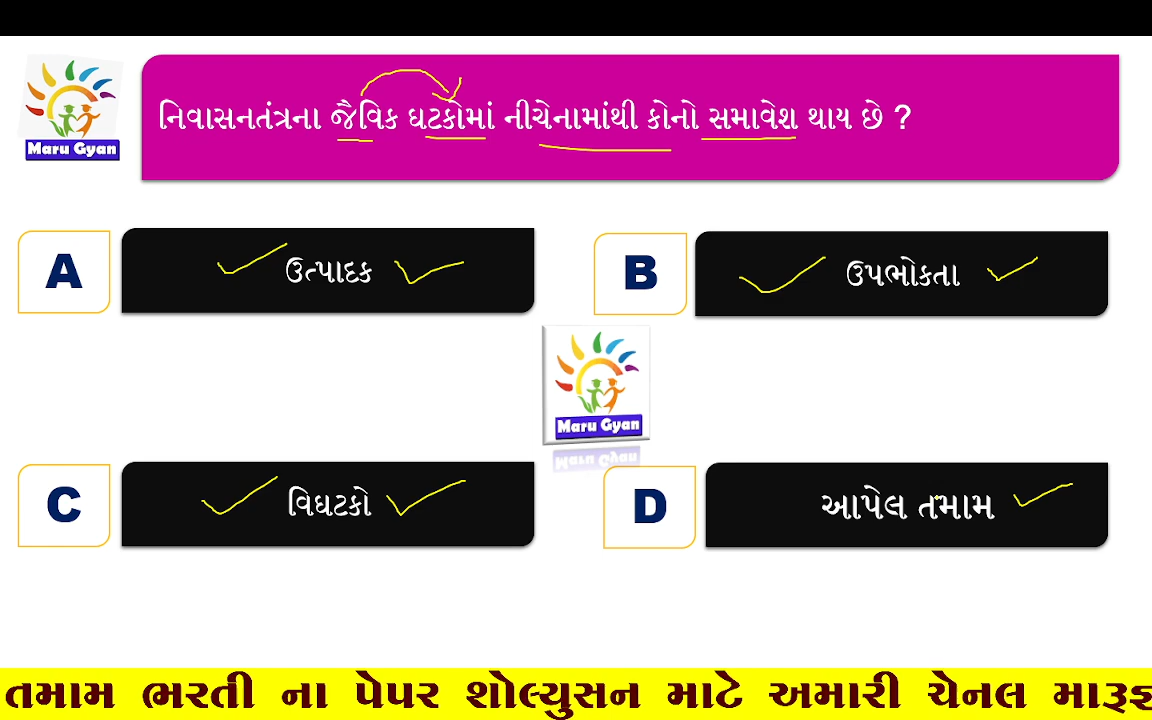 Maru Gyan
નિવાસનતંત્રના જૈવિક ઘટકોમાં નીચેનામાંથી કોનો સમાવેશ થાય છે ?
A
ઉત્પાદક
B
ઉપભોકતા
Maru Gyan
C
વિઘટકો
D
આપેલ તમામ
તમામ ભરતી ના પેપર શોલ્યુસન માટે અમારી ચેનલ મારૂ